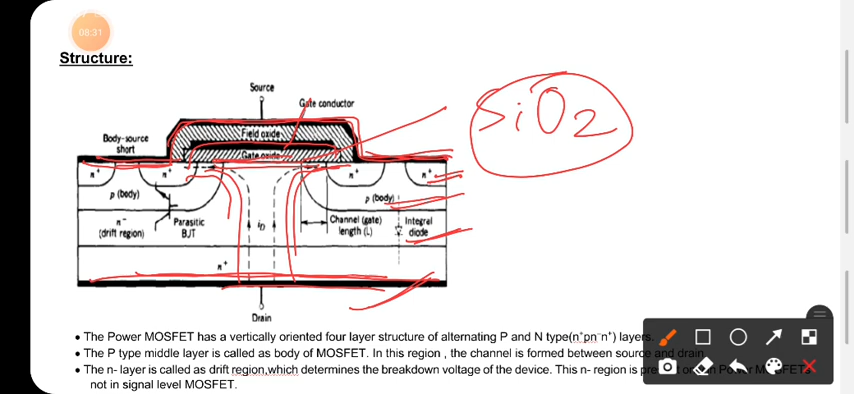 08:31
Structure:
Source
Gate conductor
SiO2
Field oxide
Body-source
short
Gate oxide
n+ n+ n+ n+
p (body) p (body)
n-
(drift region)
Parasitic
BJT
iD
Channel (gate)
length (L)
Integral
diode
n+
Drain
• The Power MOSFET has a vertically oriented four layer structure of alternating P and N type(n+pn-n+) layers.
• The P type middle layer is called as body of MOSFET. In this region , the channel is formed between source and drain
• The n- layer is called as drift region,which determines the breakdown voltage of the device. This n- region is
not in signal level MOSFET.